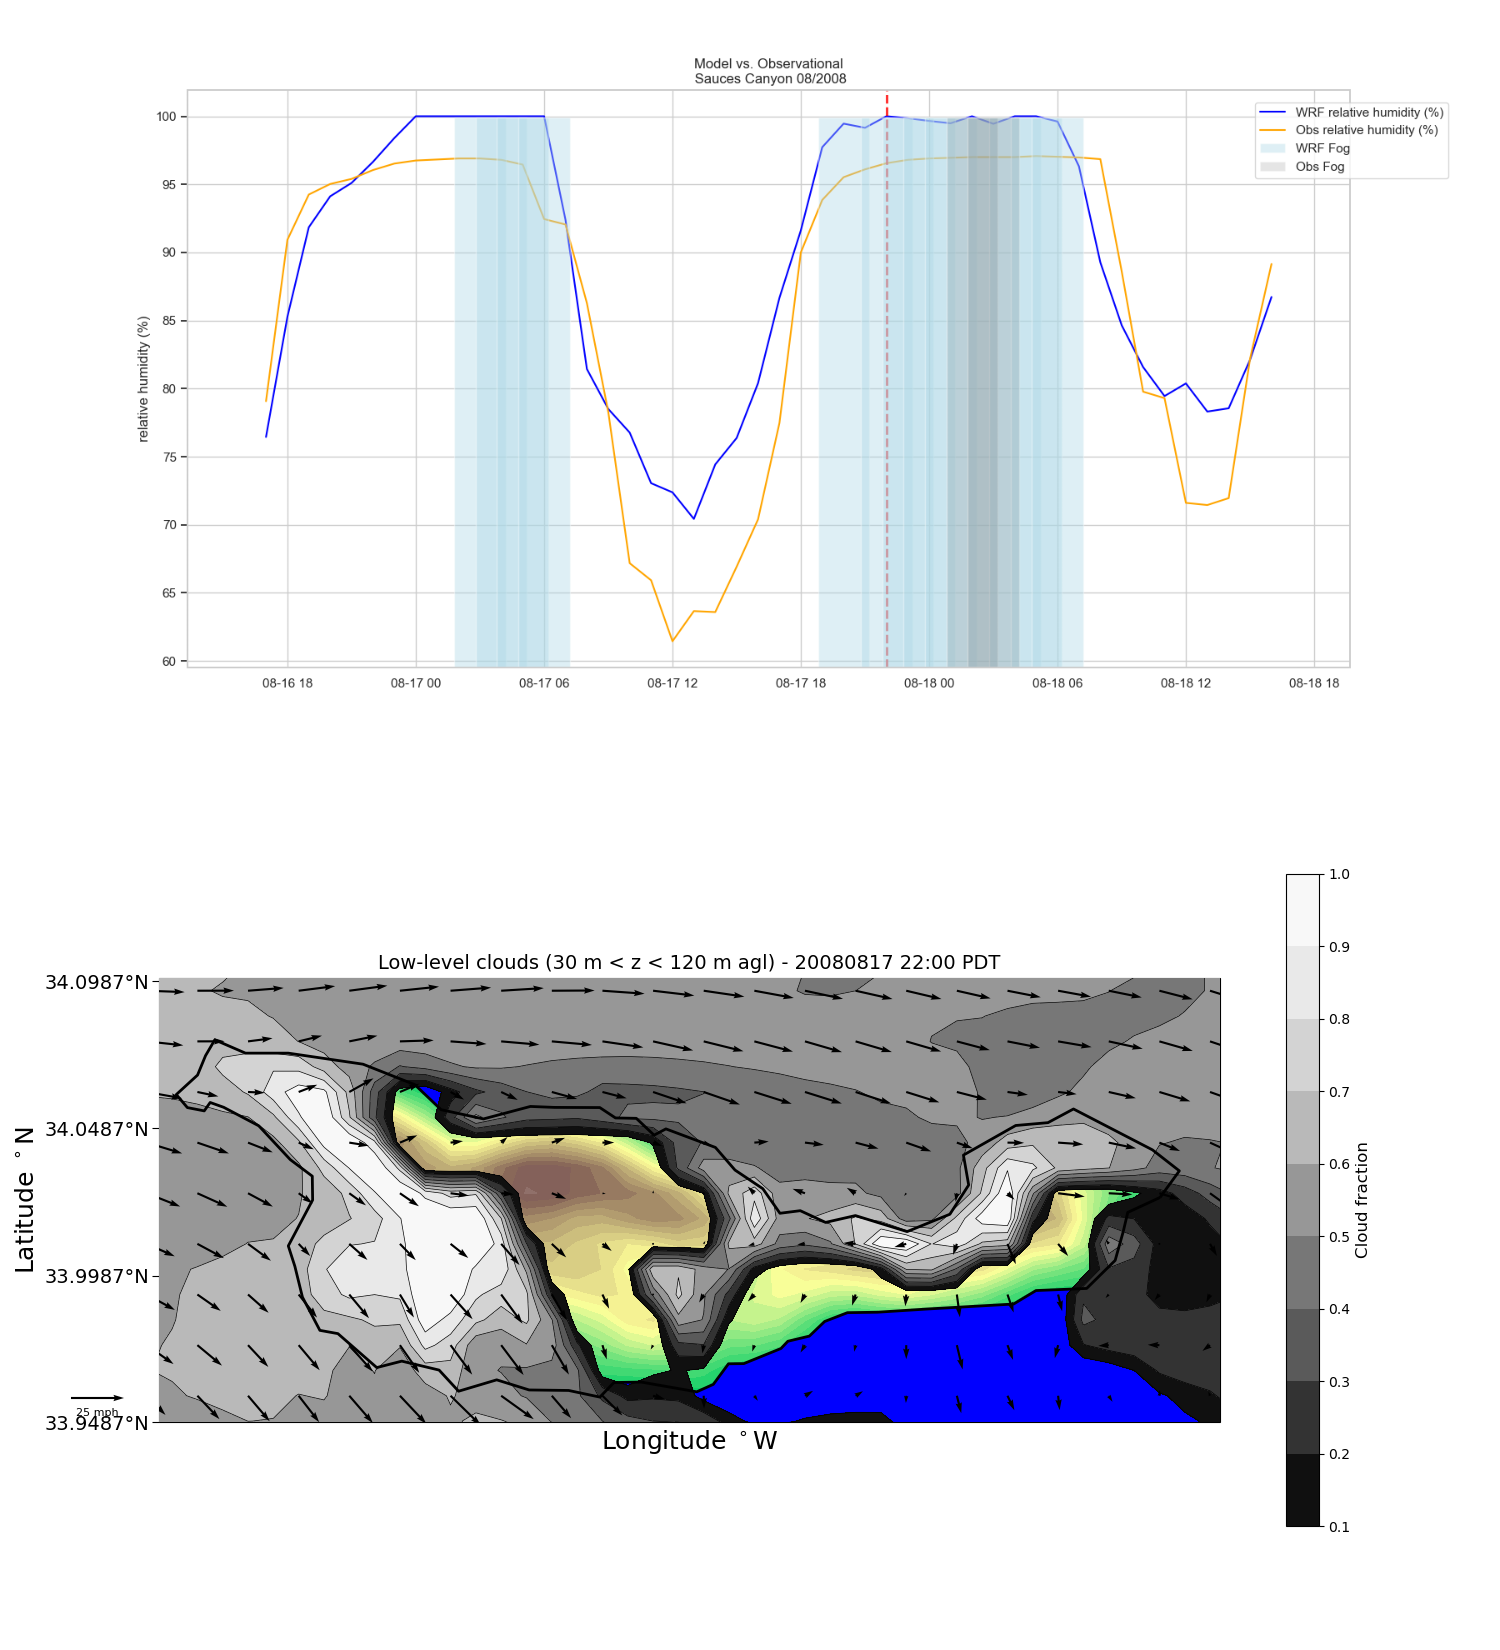 Model vs. Observational
Sauces Canyon 08/2008
100
95
90
85
80
75
70
65
60
relative humidity (%)
WRF relative humidity (%)
Obs relative humidity (%)
WRF Fog
Obs Fog
08-16 18
08-17 00
08-17 06
08-17 12
08-17 18
08-18 00
08-18 06
08-18 12
08-18 18
Low-level clouds (30 m < z < 120 m agl) - 20080817 22:00 PDT
34.0987°N
34.0487°N
33.9987°N
33.9487°N
Latitude °N
25 mph
Longitude °W
1.0
0.9
0.8
0.7
0.6
0.5
0.4
0.3
0.2
0.1
Cloud fraction